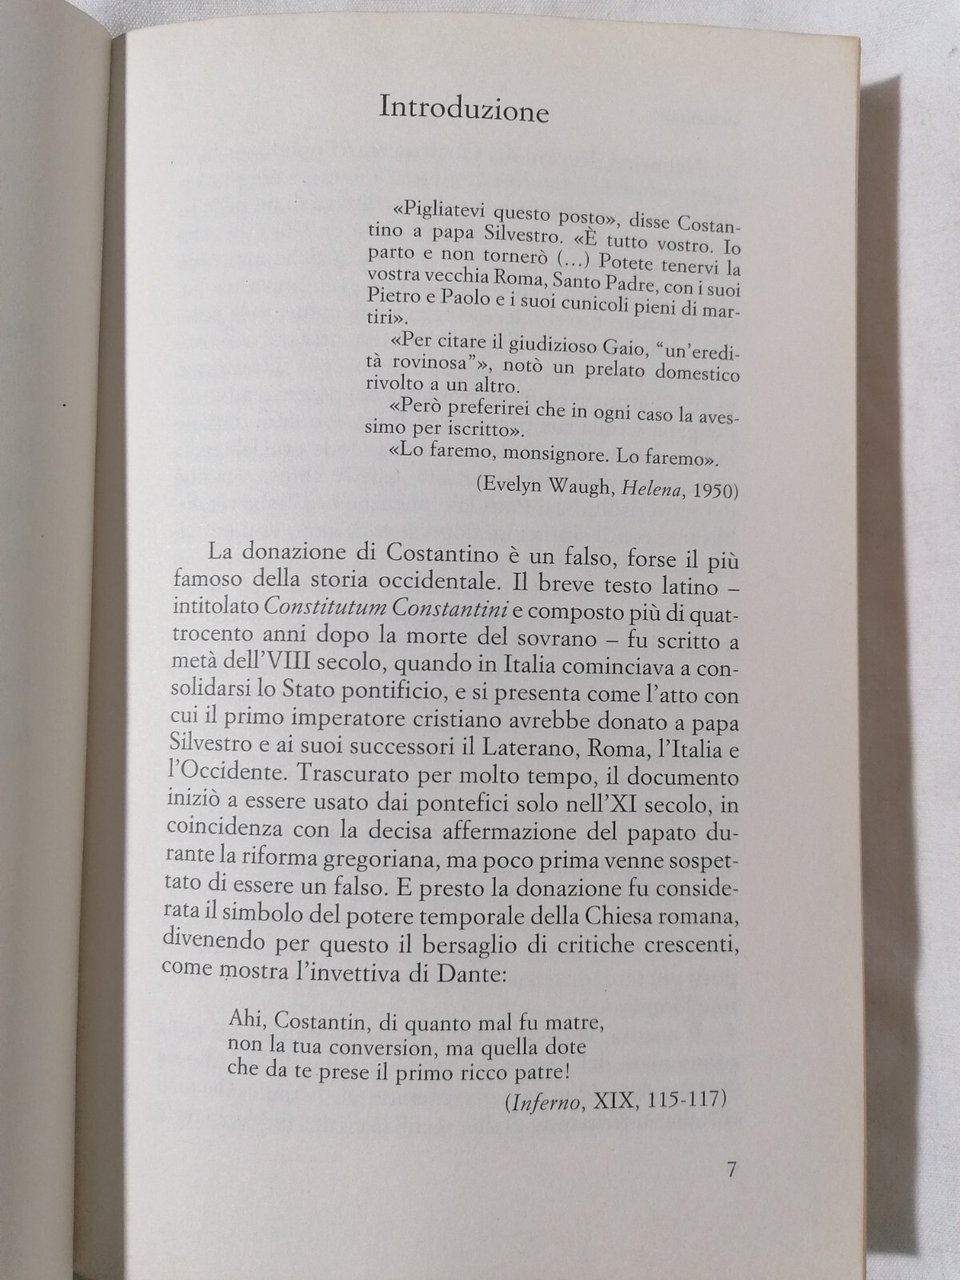 Introduzione
«Pigliatevi questo posto», disse Costan-
tino a papa Silvestro. «È tutto vostro. Io
parto e non tornerò (...) Potete tenervi la
vostra vecchia Roma, Santo Padre, con i suoi
Pietro e Paolo e i suoi cunicoli pieni di mar-
tiri».
«Per citare il giudizioso Gaio, “un’eredi-
tà rovinosa”», notò un prelato domestico
rivolto a un altro.
«Però preferirei che in ogni caso la aves-
simo per iscritto».
«Lo faremo, monsignore. Lo faremo».
(Evelyn Waugh, Helena, 1950)
La donazione di Costantino è un falso, forse il più
famoso della storia occidentale. Il breve testo latino –
intitolato Constitutum Constantini e composto più di quat-
trocento anni dopo la morte del sovrano – fu scritto a
metà dell’VIII secolo, quando in Italia cominciava a con-
solidarsi lo Stato pontificio, e si presenta come l’atto con
cui il primo imperatore cristiano avrebbe donato a papa
Silvestro e ai suoi successori il Laterano, Roma, l’Italia e
l’Occidente. Trascurato per molto tempo, il documento
iniziò a essere usato dai pontefici solo nell’XI secolo, in
coincidenza con la decisa affermazione del papato du-
rante la riforma gregoriana, ma poco prima venne sospet-
tato di essere un falso. E presto la donazione fu conside-
rata il simbolo del potere temporale della Chiesa romana,
divenendo per questo il bersaglio di critiche crescenti,
come mostra l’invettiva di Dante:
Ahi, Costantin, di quanto mal fu matre,
non la tua conversion, ma quella dote
che da te prese il primo ricco patre!
(Inferno, XIX, 115-117)
7